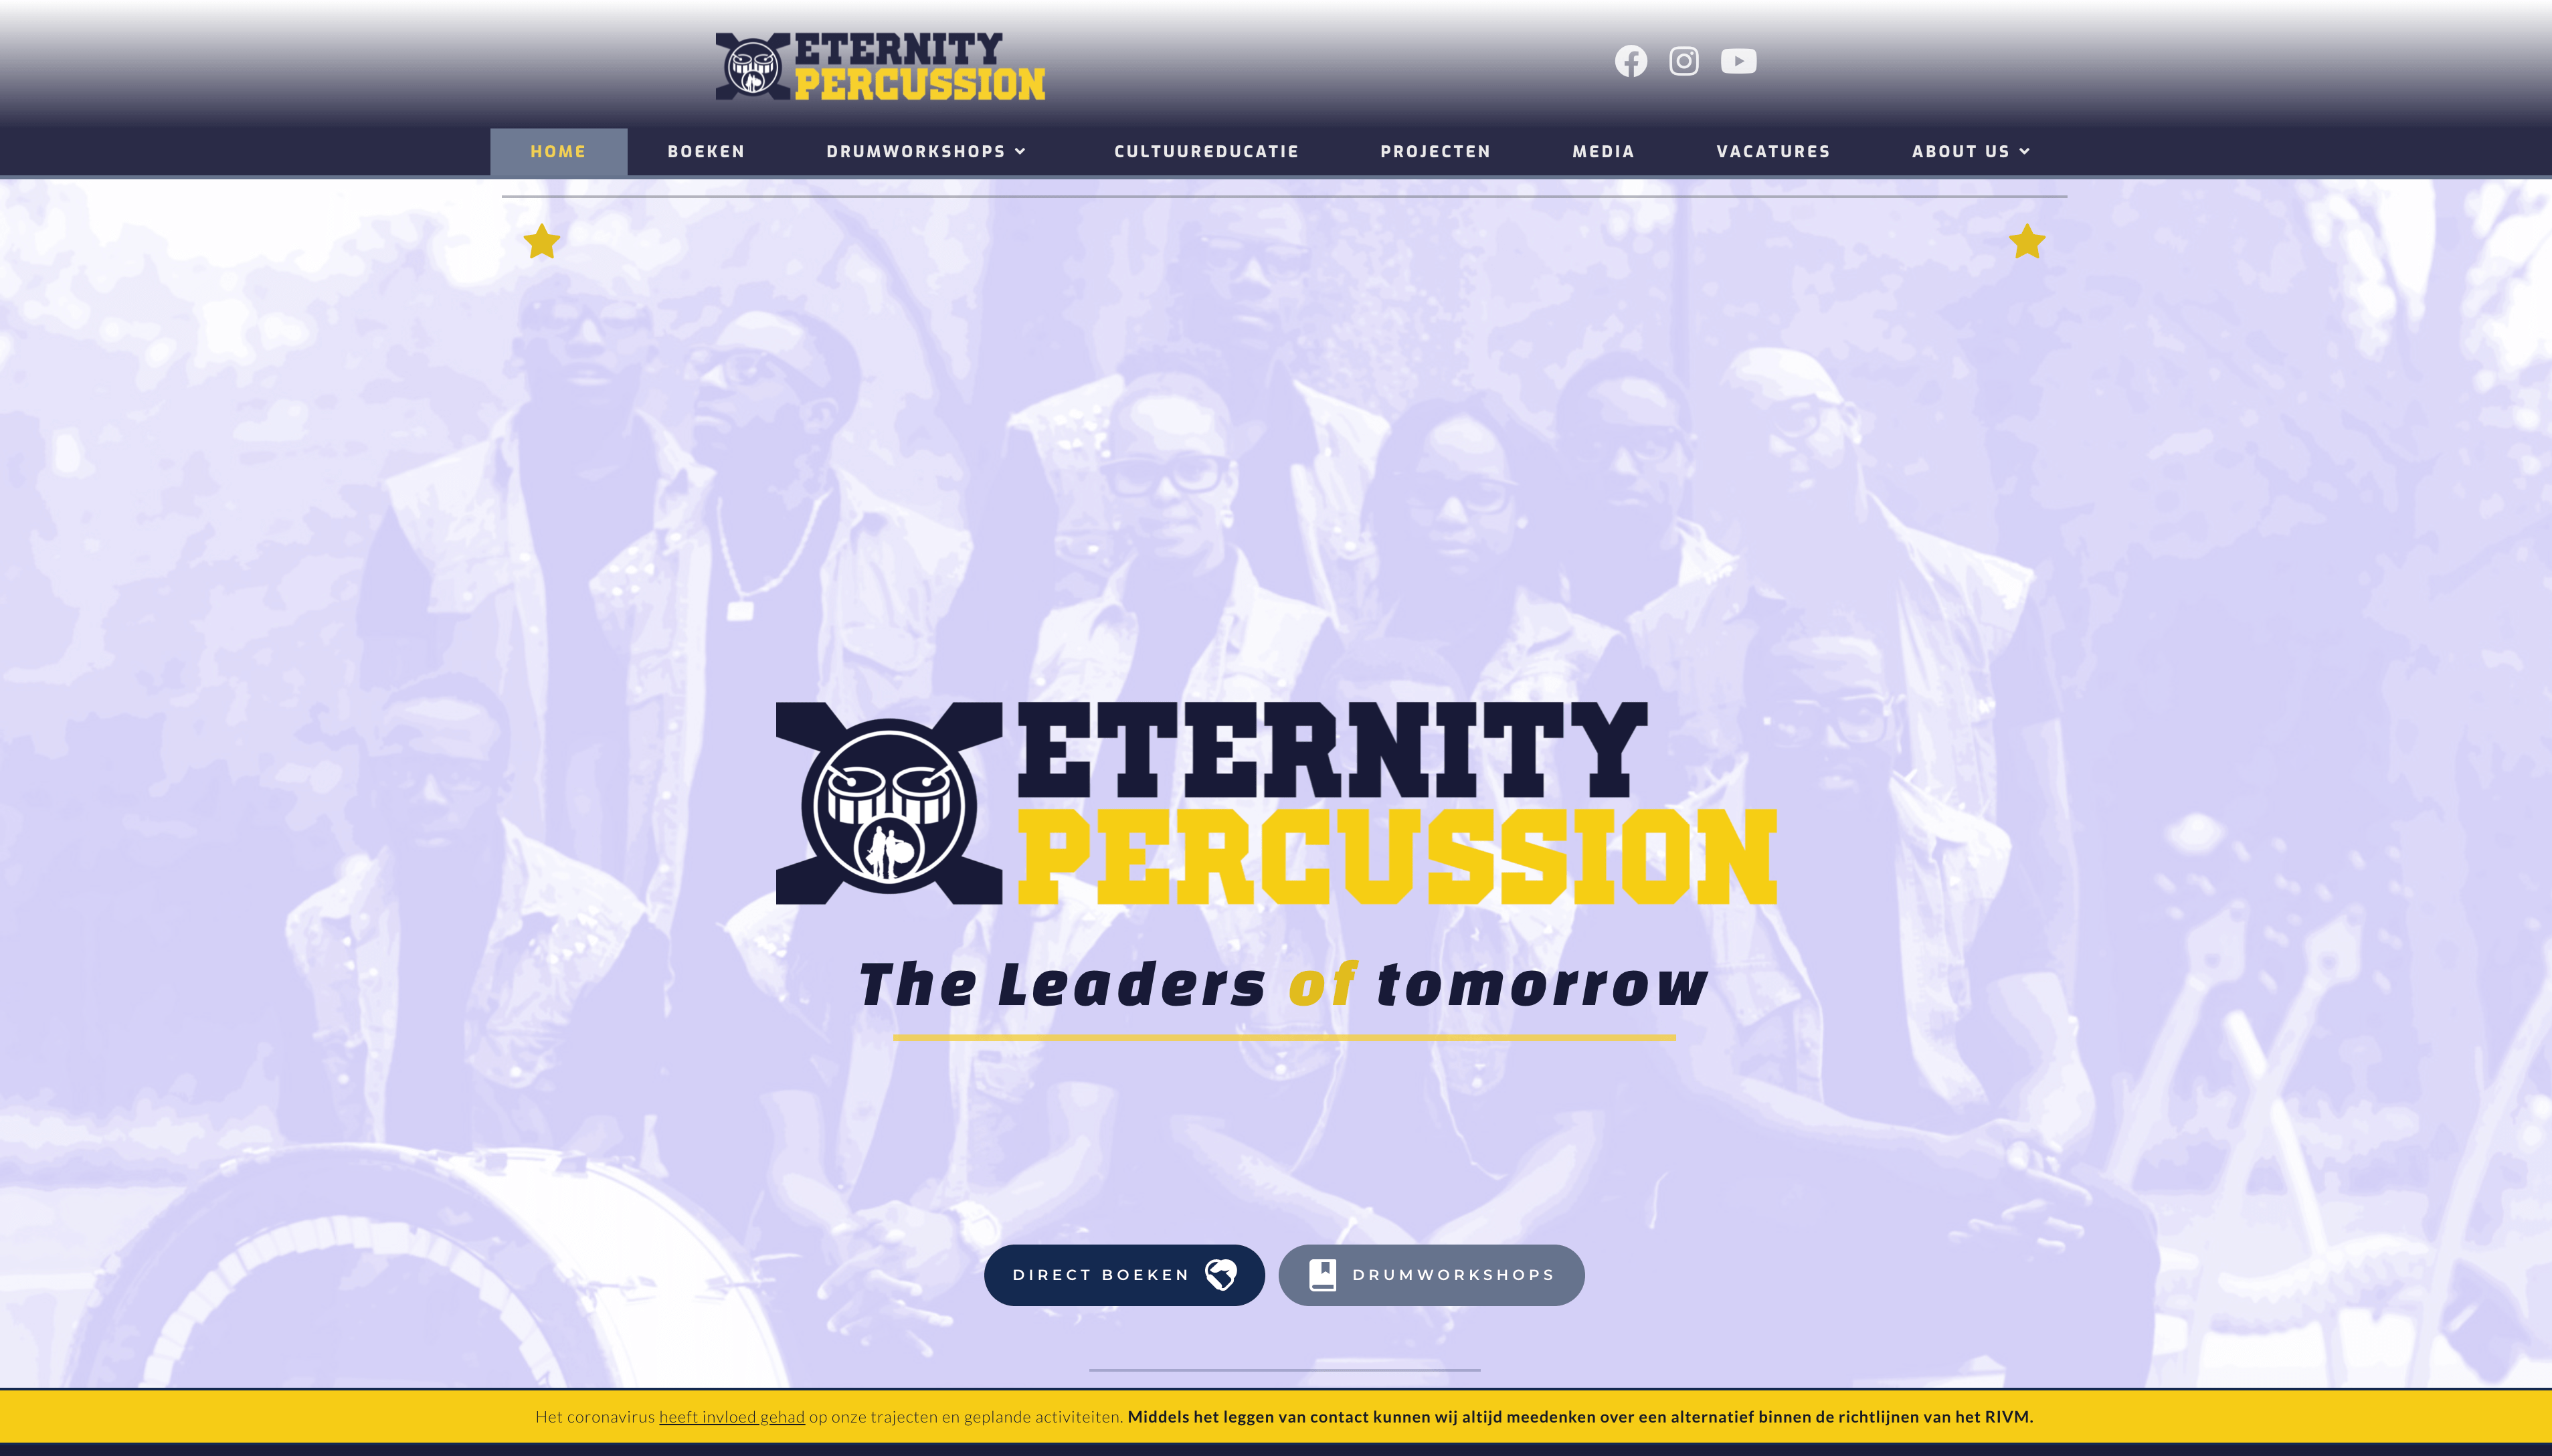 ETERNITY
PERCUSSION
HOME BOEKEN DRUMWORKSHOPS CULTUUREDUCATIE PROJECTEN MEDIA VACATURES ABOUT US
ETERNITY
PERCUSSION
The Leaders of tomorrow
DIRECT BOEKEN DRUMWORKSHOPS
Het coronavirus heeft invloed gehad op onze trajecten en geplande activiteiten. Middels het leggen van contact kunnen wij altijd meedenken over een alternatief binnen de richtlijnen van het RIVM.